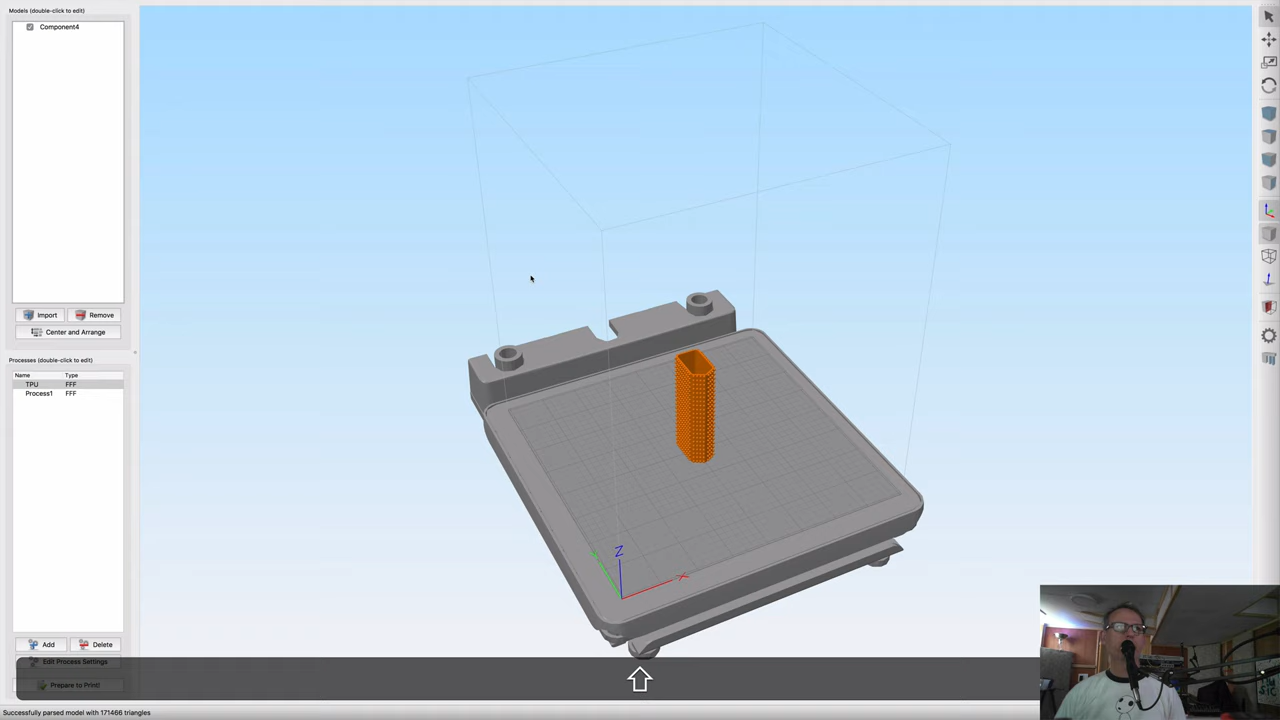 Models (double-click to edit)
Component4
Import
Remove
Center and Arrange
Processes (double-click to edit)
Name Type
TPU FFF
Process1 FFF
Add
Delete
Edit Process Settings
Prepare to Print!
Z
X
Successfully parsed model with 171466 triangles